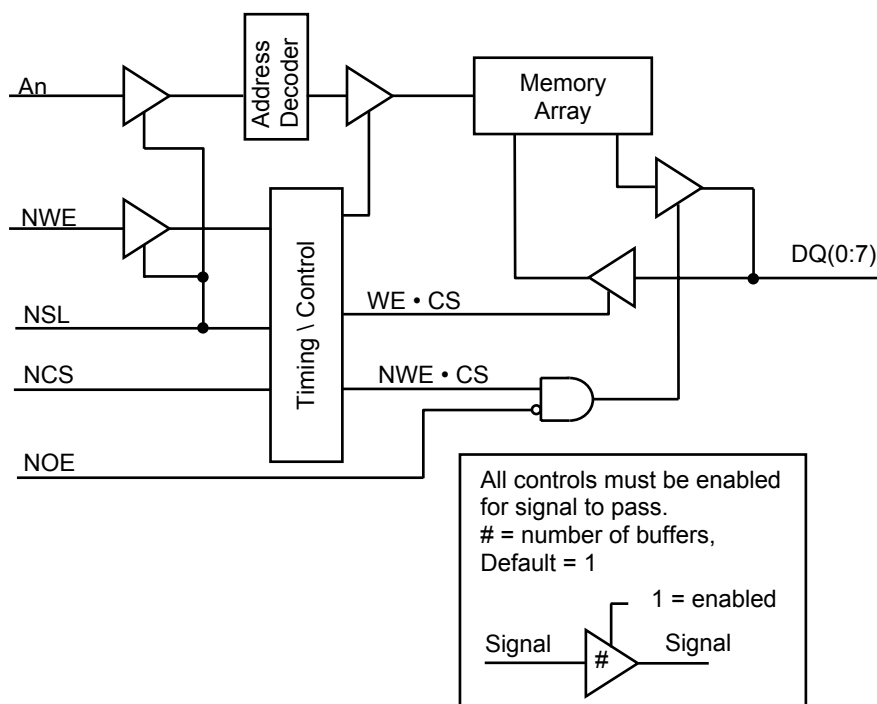 An
Address
Decoder
Memory
Array
NWE
DQ(0:7)
NSL
Timing \ Control
WE • CS
NCS
NWE • CS
NOE
All controls must be enabled
for signal to pass.
# = number of buffers,
Default = 1
1 = enabled
Signal
#
Signal